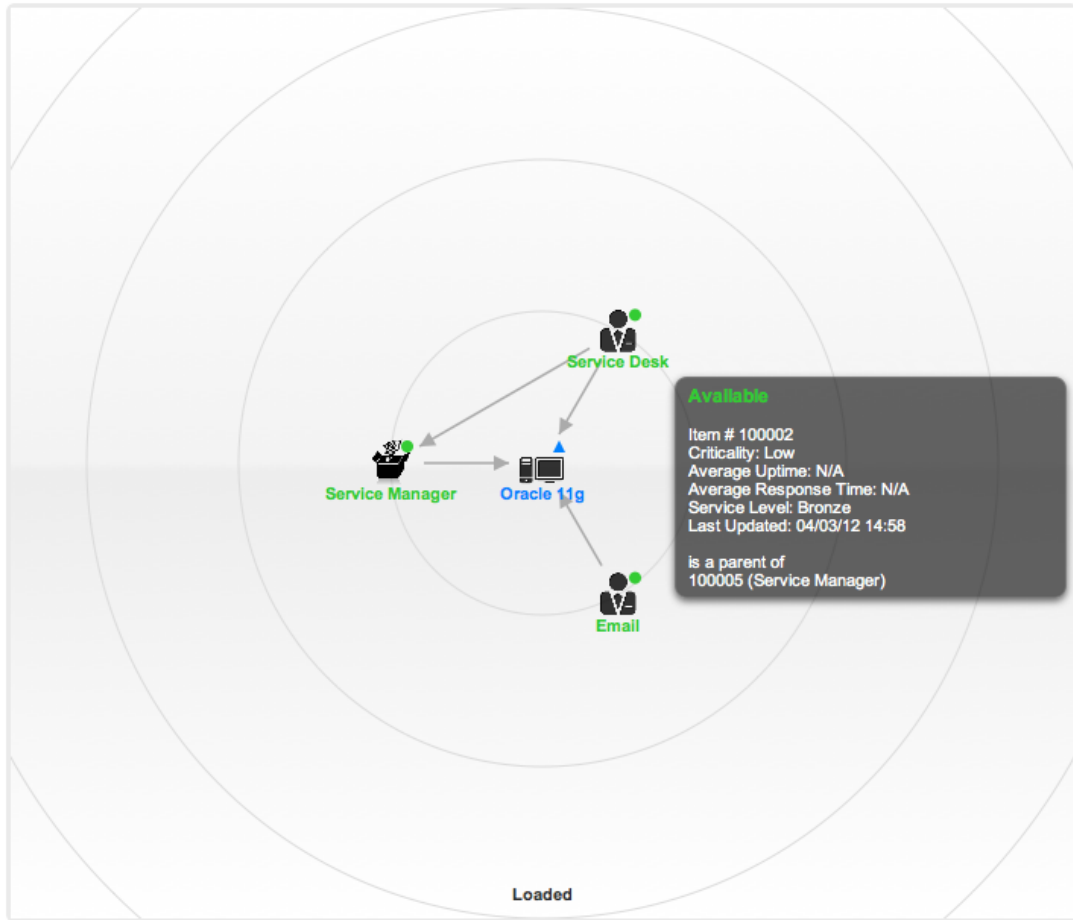 Service Desk
Available
Item # 100002
Criticality: Low
Average Uptime: N/A
Average Response Time: N/A
Service Level: Bronze
Last Updated: 04/03/12 14:58
is a parent of
100005 (Service Manager)
Service Manager
Oracle 11g
Email
Loaded